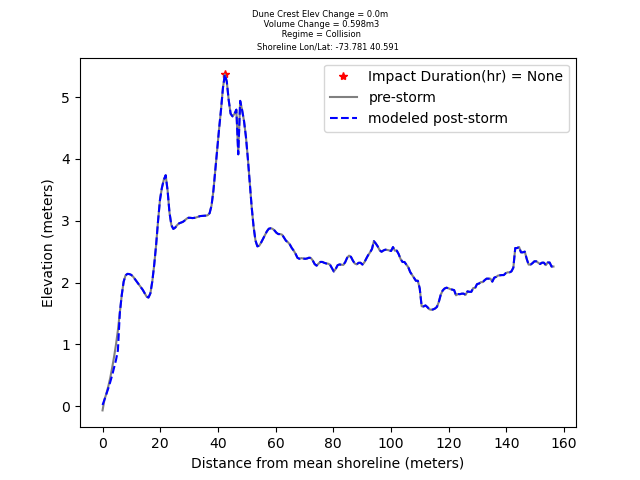 Dune Crest Elev Change = 0.0m
Volume Change = 0.598m3
Regime = Collision
Shoreline Lon/Lat: -73.781 40.591
Impact Duration(hr) = None
pre-storm
modeled post-storm
Elevation (meters)
5
4
3
2
1
0
0 20 40 60 80 100 120 140 160
Distance from mean shoreline (meters)